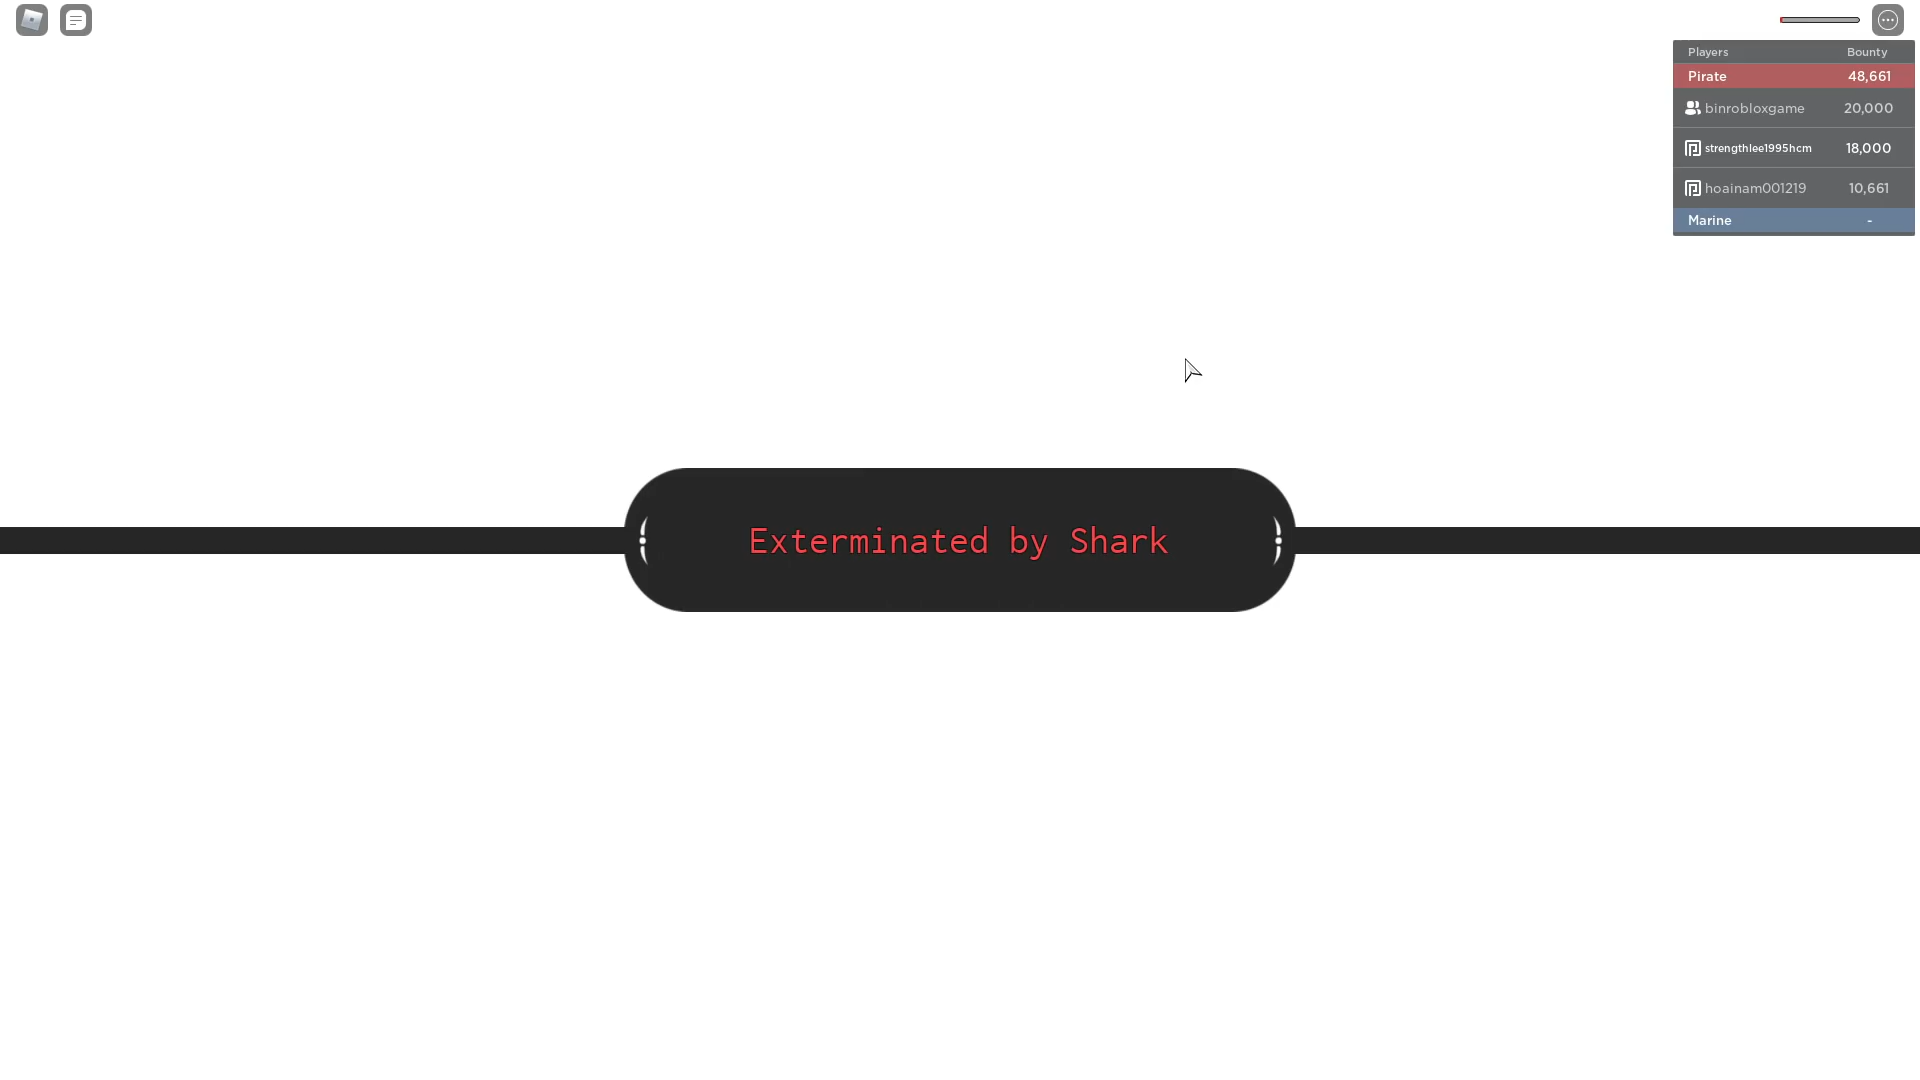 Players Bounty
Pirate 48,661
binrobloxgame 20,000
strengthlee1995hcm 18,000
hoainam001219 10,661
Marine -
Exterminated by Shark